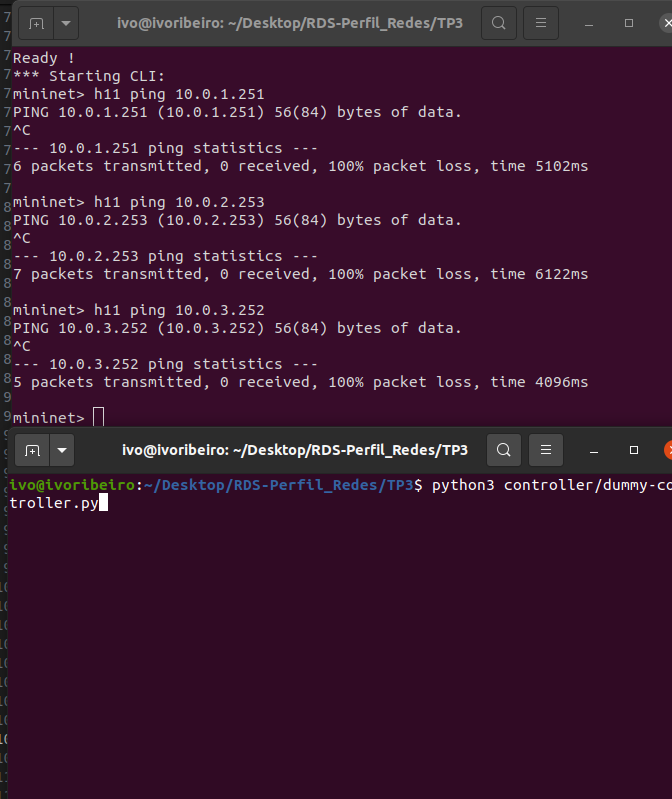 ivo@ivoribeiro: ~/Desktop/RDS-Perfil_Redes/TP3
Ready !
*** Starting CLI:
mininet> h11 ping 10.0.1.251
PING 10.0.1.251 (10.0.1.251) 56(84) bytes of data.
^C
--- 10.0.1.251 ping statistics ---
6 packets transmitted, 0 received, 100% packet loss, time 5102ms
mininet> h11 ping 10.0.2.253
PING 10.0.2.253 (10.0.2.253) 56(84) bytes of data.
^C
--- 10.0.2.253 ping statistics ---
7 packets transmitted, 0 received, 100% packet loss, time 6122ms
mininet> h11 ping 10.0.3.252
PING 10.0.3.252 (10.0.3.252) 56(84) bytes of data.
^C
--- 10.0.3.252 ping statistics ---
5 packets transmitted, 0 received, 100% packet loss, time 4096ms
mininet>
ivo@ivoribeiro: ~/Desktop/RDS-Perfil_Redes/TP3
ivo@ivoribeiro:~/Desktop/RDS-Perfil_Redes/TP3$ python3 controller/dummy-co
troller.py